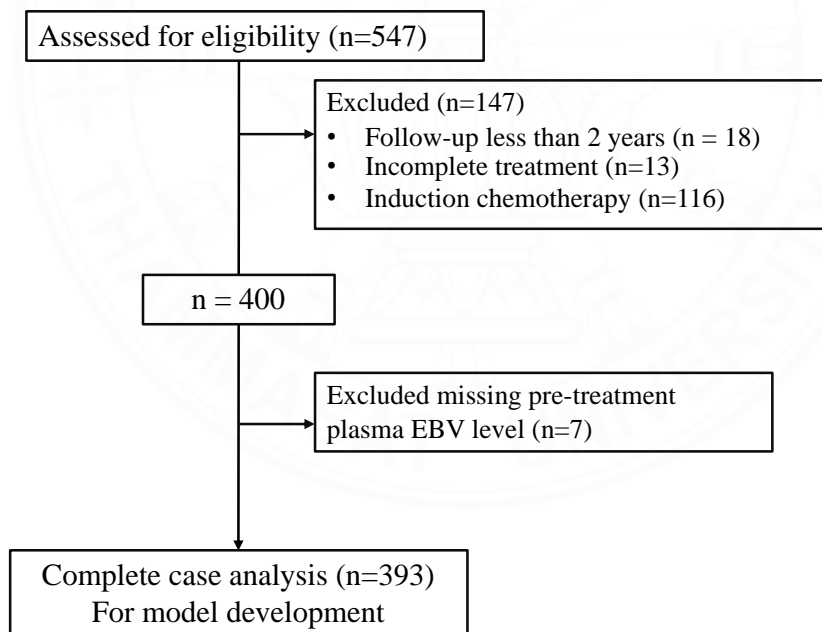 Assessed for eligibility (n=547)
Excluded (n=147)
• Follow-up less than 2 years (n = 18)
• Incomplete treatment (n=13)
• Induction chemotherapy (n=116)
n = 400
Excluded missing pre-treatment
plasma EBV level (n=7)
Complete case analysis (n=393)
For model development